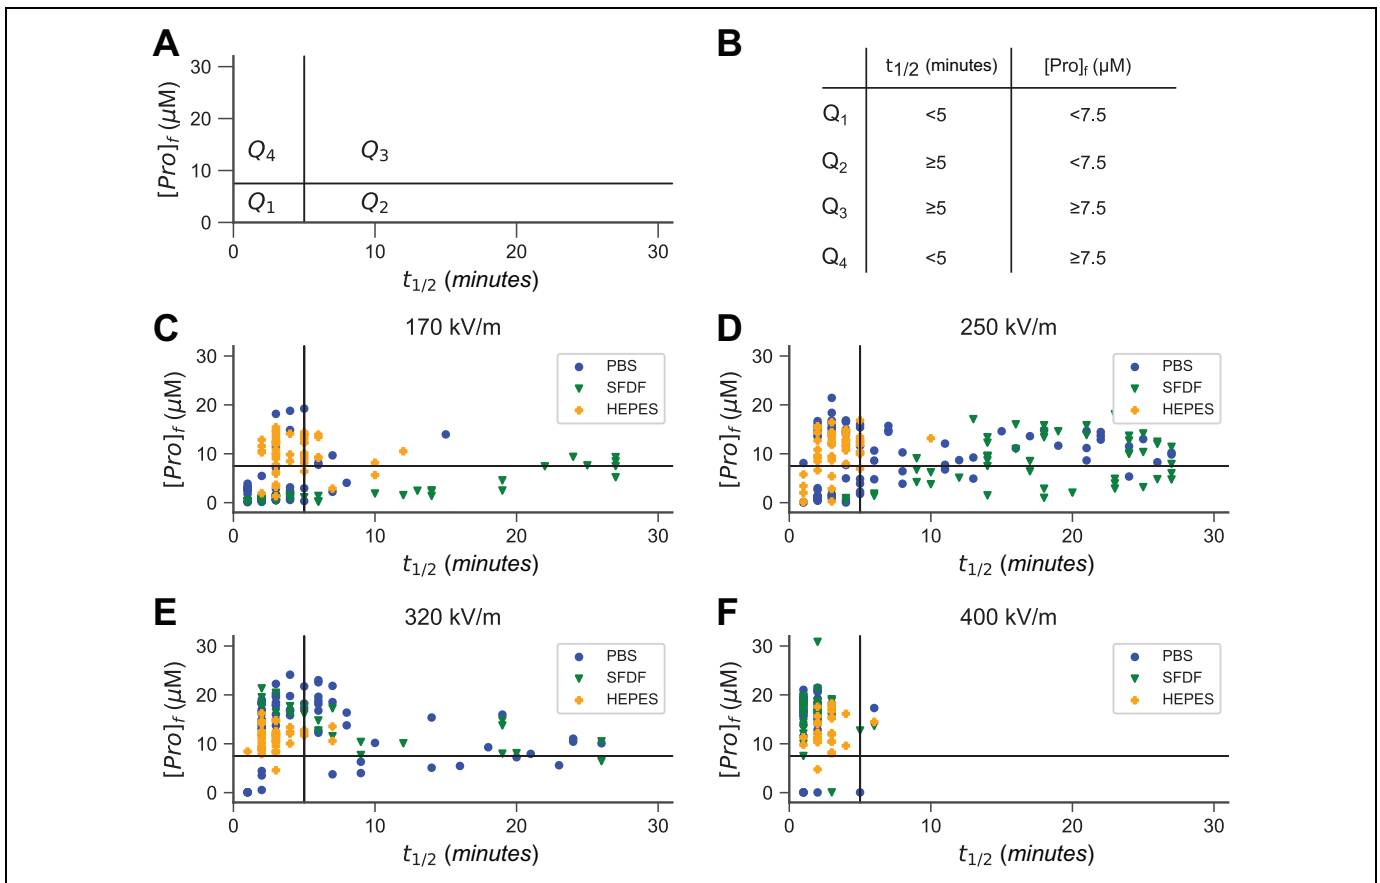 A
[Pro]f (μM)
30
20
10
0
Q4 Q3
Q1 Q2
0 10 20 30
t1/2 (minutes)
B
t1/2 (minutes) [Pro]f (μM)
Q1 <5 <7.5
Q2 ≥5 <7.5
Q3 ≥5 ≥7.5
Q4 <5 ≥7.5
C
170 kV/m
[Pro]f (μM)
30
20
10
0
PBS
SFDF
HEPES
0 10 20 30
t1/2 (minutes)
D
250 kV/m
[Pro]f (μM)
30
20
10
0
PBS
SFDF
HEPES
0 10 20 30
t1/2 (minutes)
E
320 kV/m
[Pro]f (μM)
30
20
10
0
PBS
SFDF
HEPES
0 10 20 30
t1/2 (minutes)
F
400 kV/m
[Pro]f (μM)
30
20
10
0
PBS
SFDF
HEPES
0 10 20 30
t1/2 (minutes)